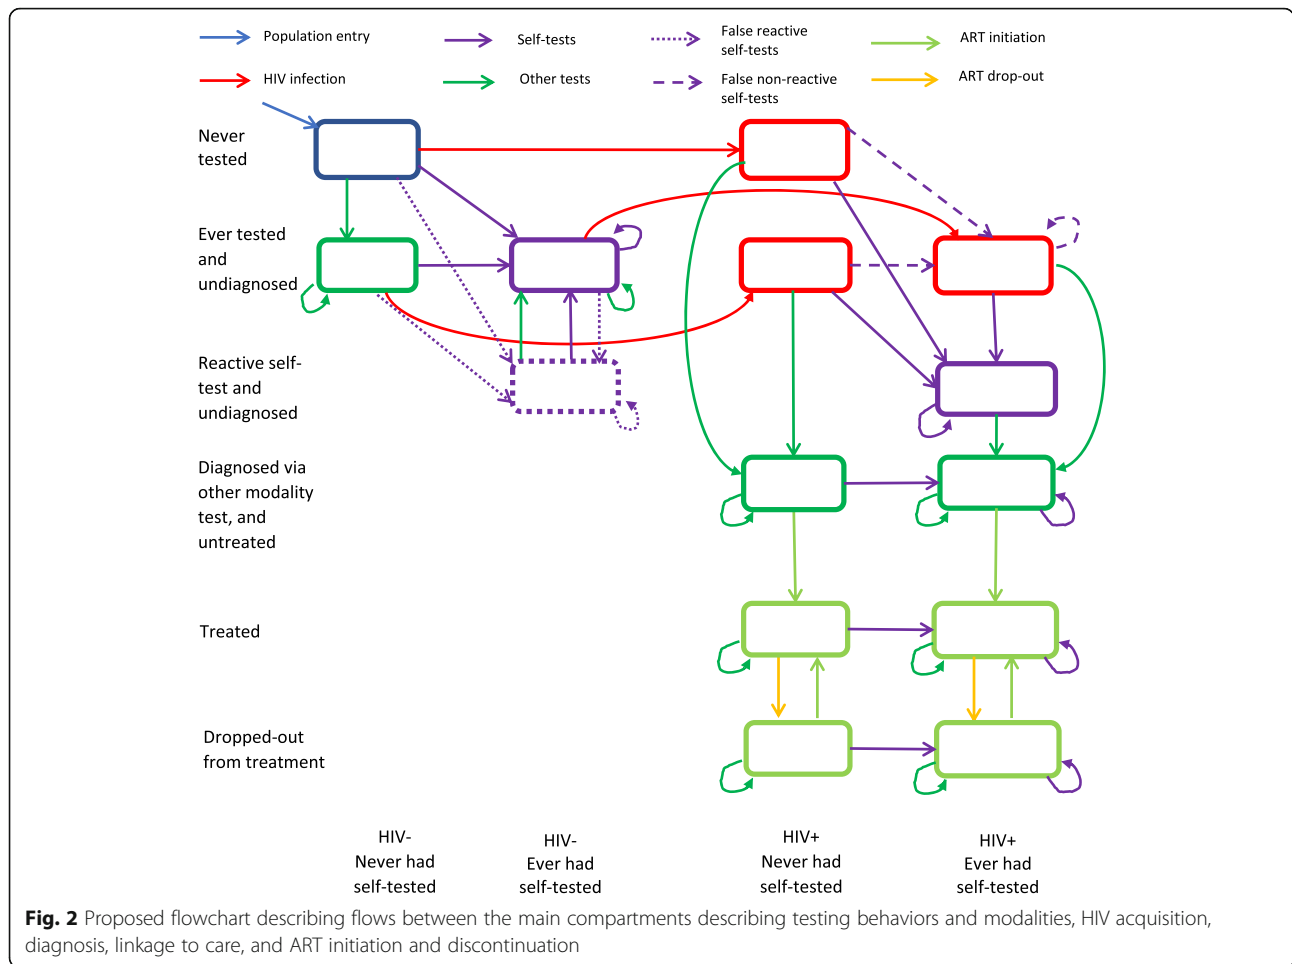 Population entry
Self-tests
False reactive
self-tests
ART initiation
HIV infection
Other tests
False non-reactive
self-tests
ART drop-out
Never
tested
Ever tested
and
undiagnosed
Reactive self-
test and
undiagnosed
Diagnosed via
other modality
test, and
untreated
Treated
Dropped-out
from treatment
HIV-
Never had
self-tested
HIV-
Ever had
self-tested
HIV+
Never had
self-tested
HIV+
Ever had
self-tested
Fig. 2 Proposed flowchart describing flows between the main compartments describing testing behaviors and modalities, HIV acquisition,
diagnosis, linkage to care, and ART initiation and discontinuation